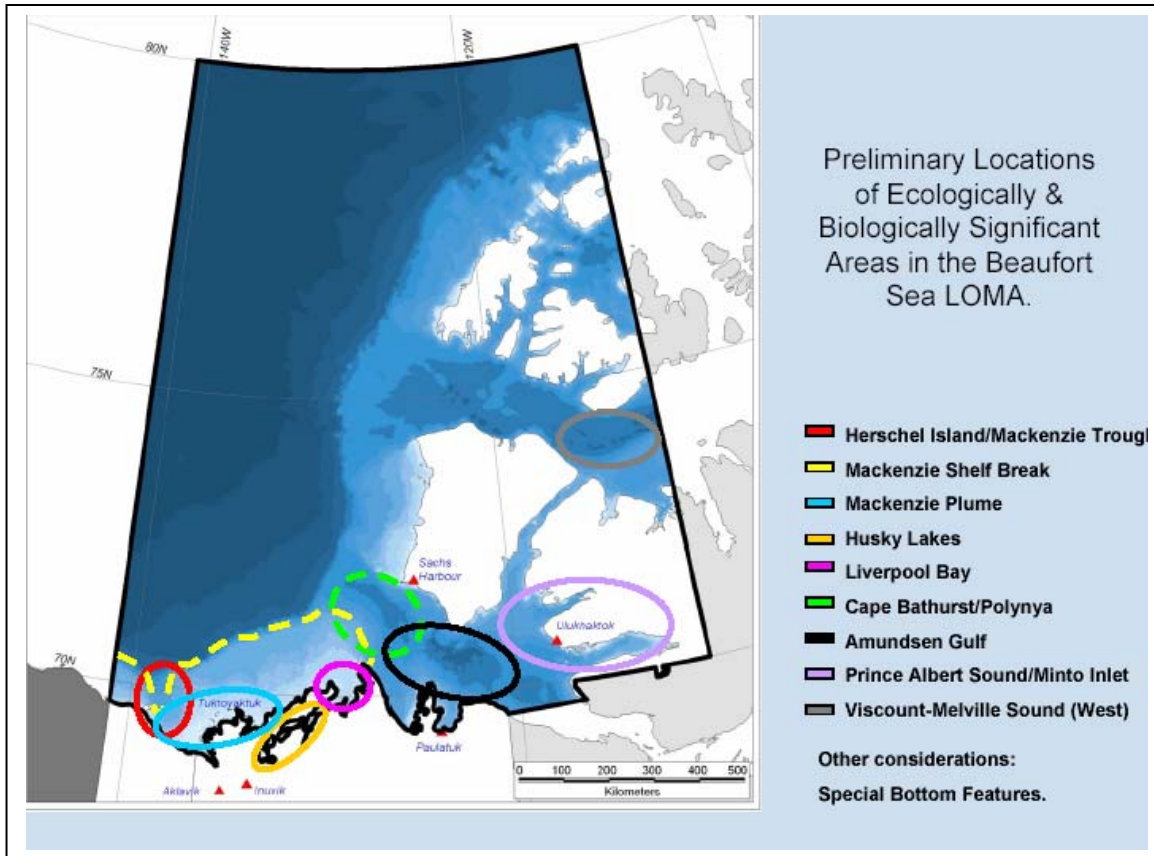 80N
140W
120W
75N
70N
Sachs
Harbour
Uluknaktok
Tuktoyaktuk
Paulatuk
Aklavik
Inuvik
0 100 200 300 400 500
Kilometers
Preliminary Locations
of Ecologically &
Biologically Significant
Areas in the Beaufort
Sea LOMA.
Herschel Island/Mackenzie Trough
Mackenzie Shelf Break
Mackenzie Plume
Husky Lakes
Liverpool Bay
Cape Bathurst/Polynya
Amundsen Gulf
Prince Albert Sound/Minto Inlet
Viscount-Melville Sound (West)
Other considerations:
Special Bottom Features.